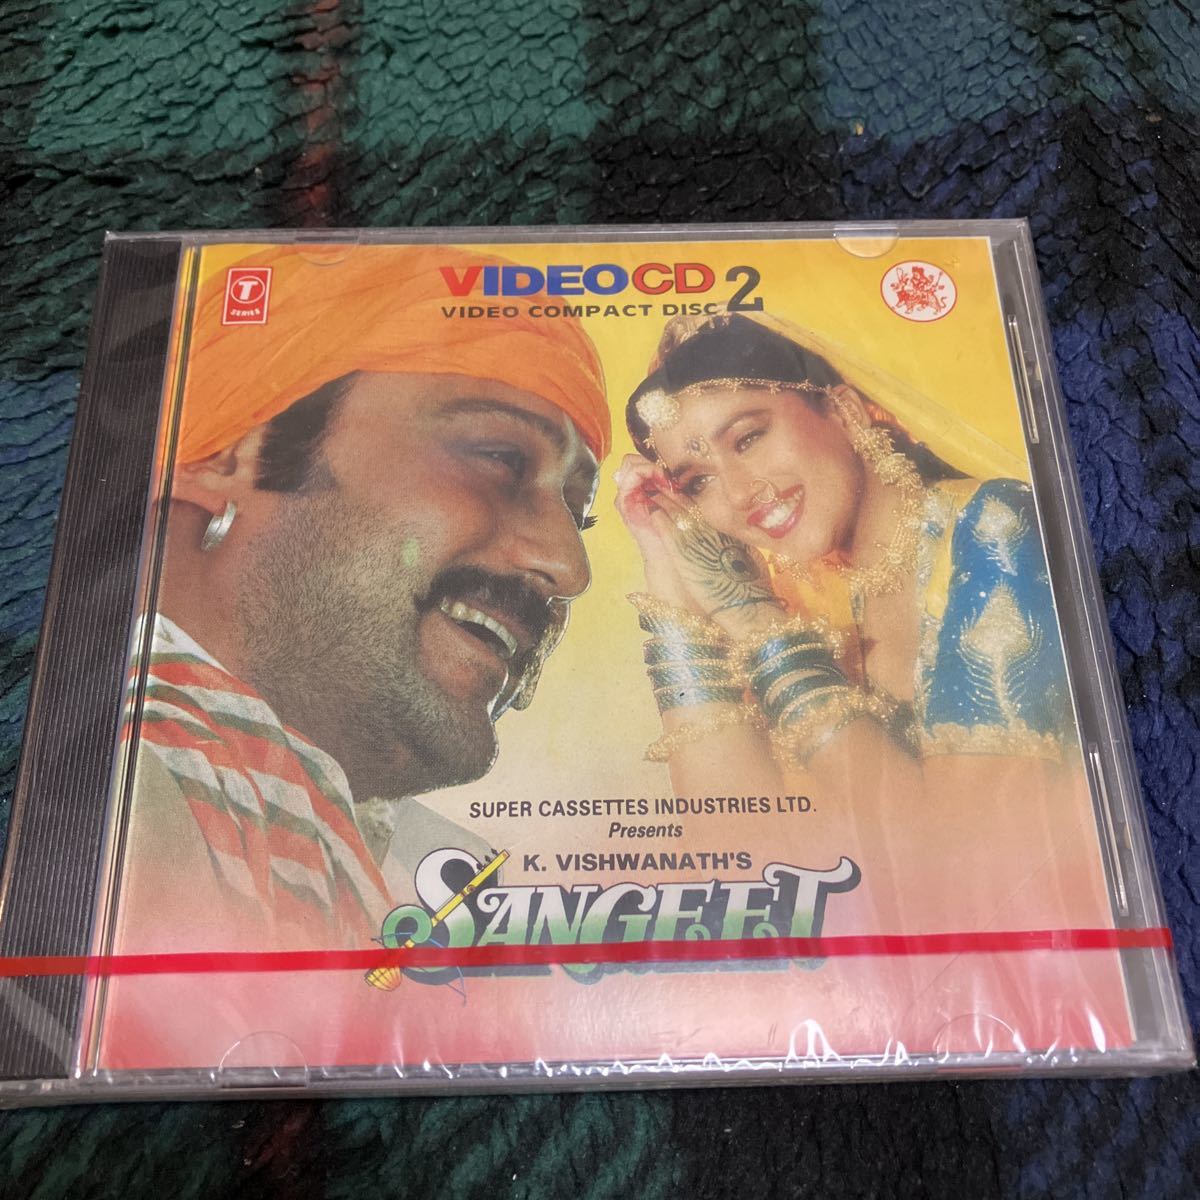 T
SERIES
VIDEOCD 2
VIDEO COMPACT DISC
SUPER CASSETTES INDUSTRIES LTD.
Presents
K. VISHWANATH'S
SANGEET